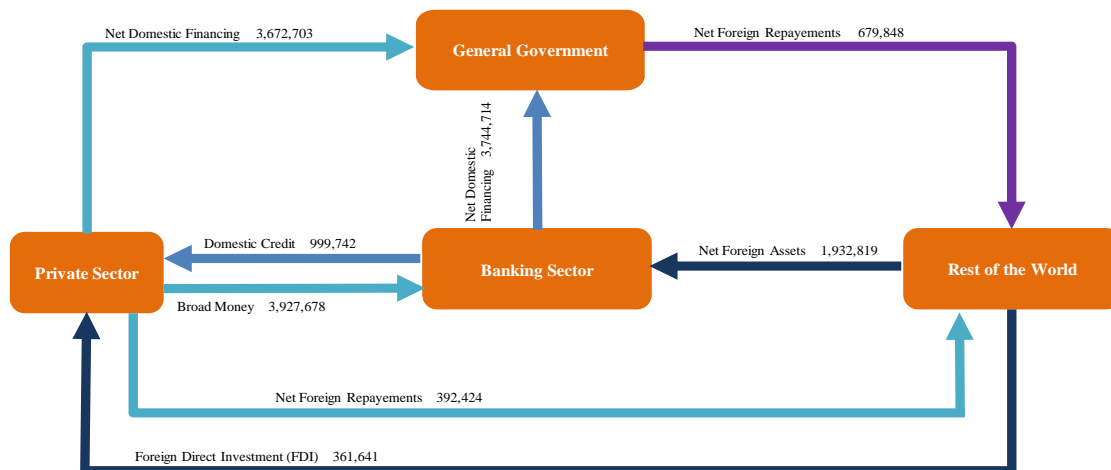 Net Domestic Financing 3,672,703
General Government
Net Foreign Repayments 679,848
Net Domestic
Financing 3,744,714
Domestic Credit 999,742
Net Foreign Assets 1,932,819
Private Sector
Banking Sector
Rest of the World
Broad Money 3,927,678
Net Foreign Repayments 392,424
Foreign Direct Investment (FDI) 361,641